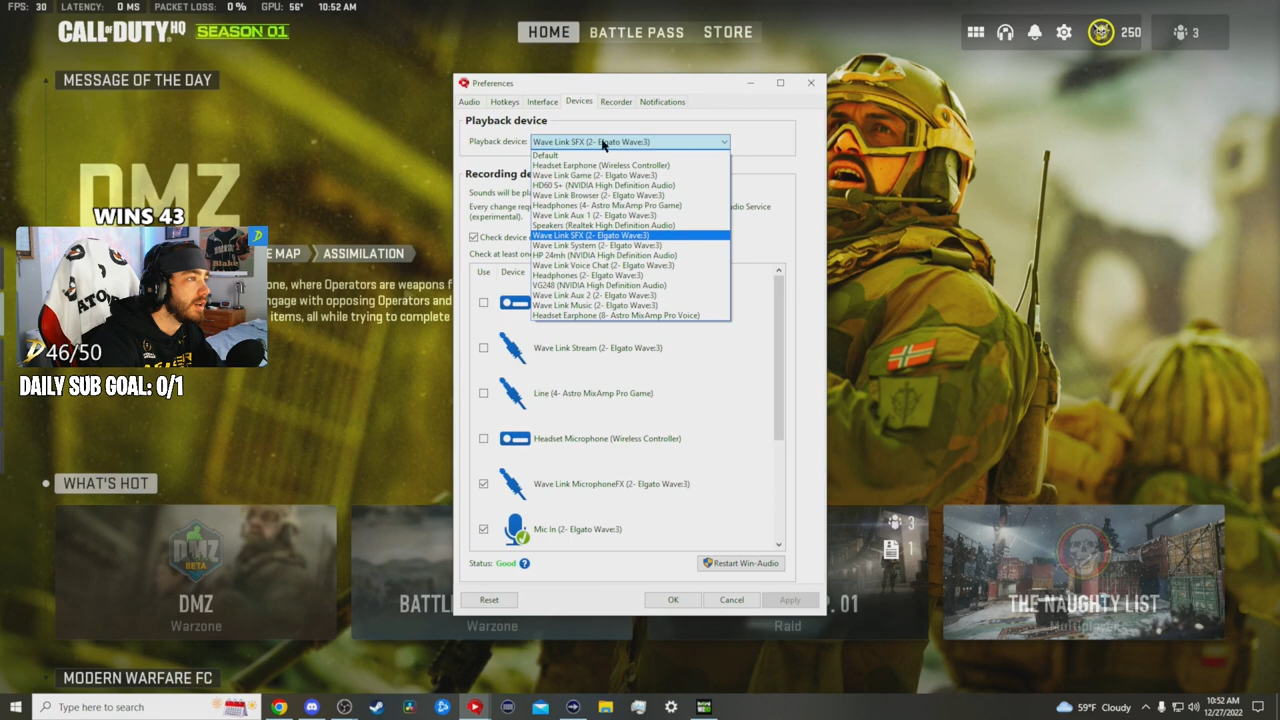 FPS: 30 LATENCY: 0 MS PACKET LOSS: 0 % GPU: 56° 10:52 AM
CALL OF DUTY HQ SEASON 01
HOME BATTLE PASS STORE
250
3
MESSAGE OF THE DAY
DMZ
WINS 43
MAP ASSIMILATION
one, where Operators are weapons f
ngage with opposing Operators and
items, all while trying to complete
Blake
46/50
DAILY SUB GOAL: 0/1
Preferences
Audio Hotkeys Interface Devices Recorder Notifications
Playback device
Playback device: Wave Link SFX (2- Elgato Wave:3)
Default
Headset Earphone (Wireless Controller)
Wave Link Game (2- Elgato Wave:3)
HD60 S+ (NVIDIA High Definition Audio)
Wave Link Browser (2- Elgato Wave:3)
Headphones (4- Astro MixAmp Pro Game)
Wave Link Aux 1 (2- Elgato Wave:3)
Speakers (Realtek High Definition Audio)
Wave Link SFX (2- Elgato Wave:3)
Wave Link System (2- Elgato Wave:3)
HP 24mh (NVIDIA High Definition Audio)
Wave Link Voice Chat (2- Elgato Wave:3)
Headphones (2- Elgato Wave:3)
VG248 (NVIDIA High Definition Audio)
Wave Link Aux 2 (2- Elgato Wave:3)
Wave Link Music (2- Elgato Wave:3)
Headset Earphone (8- Astro MixAmp Pro Voice)
Recording de
Sounds will be pla
Every change requ
dio Service
(experimental).
Check device
Check at least one
Use Device
Wave Link Stream (2- Elgato Wave:3)
Line (4- Astro MixAmp Pro Game)
Headset Microphone (Wireless Controller)
Wave Link MicrophoneFX (2- Elgato Wave:3)
Mic In (2- Elgato Wave:3)
Status: Good
Restart Win-Audio
Reset OK Cancel Apply
WHAT'S HOT
DMZ
BETA
3
1
DMZ
Warzone
BATTL
Warzone
P. 01
Raid
THE NAUGHTY LIST
Multiplayer
MODERN WARFARE FC
Type here to search
59°F Cloudy
10:52 AM
12/27/2022